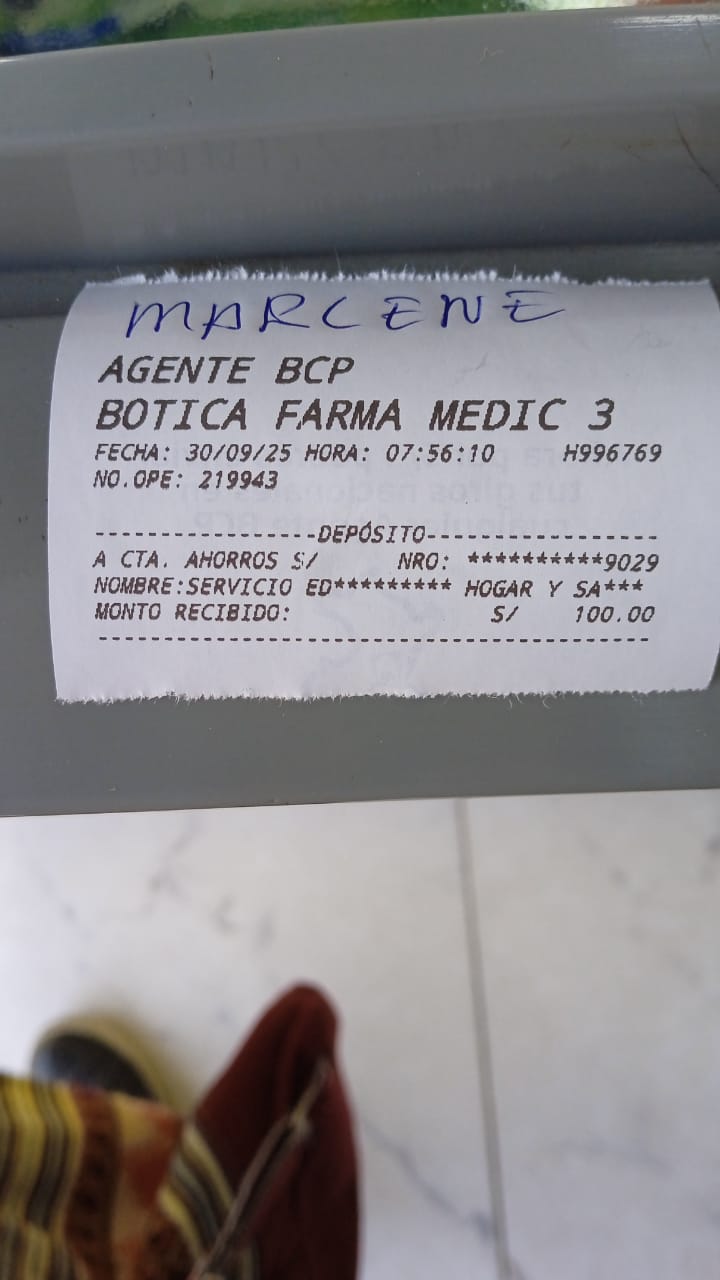 MARLENE
AGENTE BCP
BOTICA FARMA MEDIC 3
FECHA: 30/09/25 HORA: 07:56:10 H996769
NO.OPE: 219943
-----------------DEPÓSITO------------------
A CTA. AHORROS S/ NRO: **********9029
NOMBRE:SERVICIO ED********* HOGAR Y SA***
MONTO RECIBIDO: S/ 100.00
-------------------------------------------